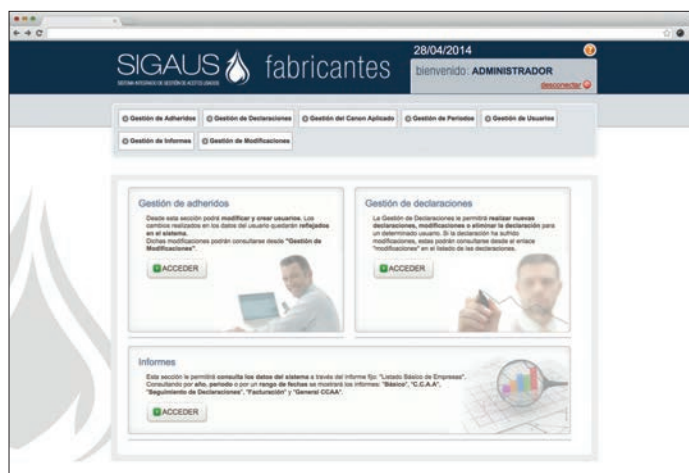 28/04/2014
SIGAUS fabricantes
SISTEMA INTEGRADO DE GESTIÓN DE ACEITES USADOS
bienvenido: ADMINISTRADOR
desconectar
Gestión de Adheridos Gestión de Declaraciones Gestión del Canon Aplicado Gestión de Periodos Gestión de Usuarios
Gestión de Informes Gestión de Modificaciones
Gestión de adheridos
Desde esta sección podrá modificar y crear usuarios. Los
cambios realizados en los datos del usuario quedarán reflejados
en el sistema.
Dichas modificaciones podrán consultarse desde "Gestión de
Modificaciones".
ACCEDER
Gestión de declaraciones
La Gestión de Declaraciones le permitirá realizar nuevas
declaraciones, modificaciones o eliminar la declaración para
un determinado usuario. Si la declaración ha sufrido
modificaciones, estas podrán consultarse desde el enlace
"modificaciones" en el listado de las declaraciones.
ACCEDER
Informes
Esta sección le permitirá consulta los datos del sistema a través del informe fijo: "Listado Básico de Empresas".
Consultando por año, periodo o por un rango de fechas se mostrará los informes: "Básico", "C.C.A.A",
"Seguimiento de Declaraciones", "Facturación" y "General CCAA".
ACCEDER